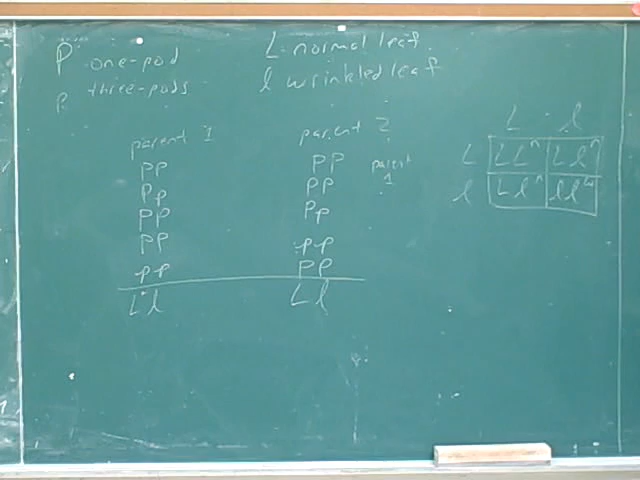 P one-pod
p three-pods
L normal leaf
l wrinkled leaf
parent 1
PP
Pp
PP
PP
pp
Ll
parent 2
PP
PP
Pp
pp
PP
Ll
parent
1
L l
L LL n Ll n
l Ll n ll w